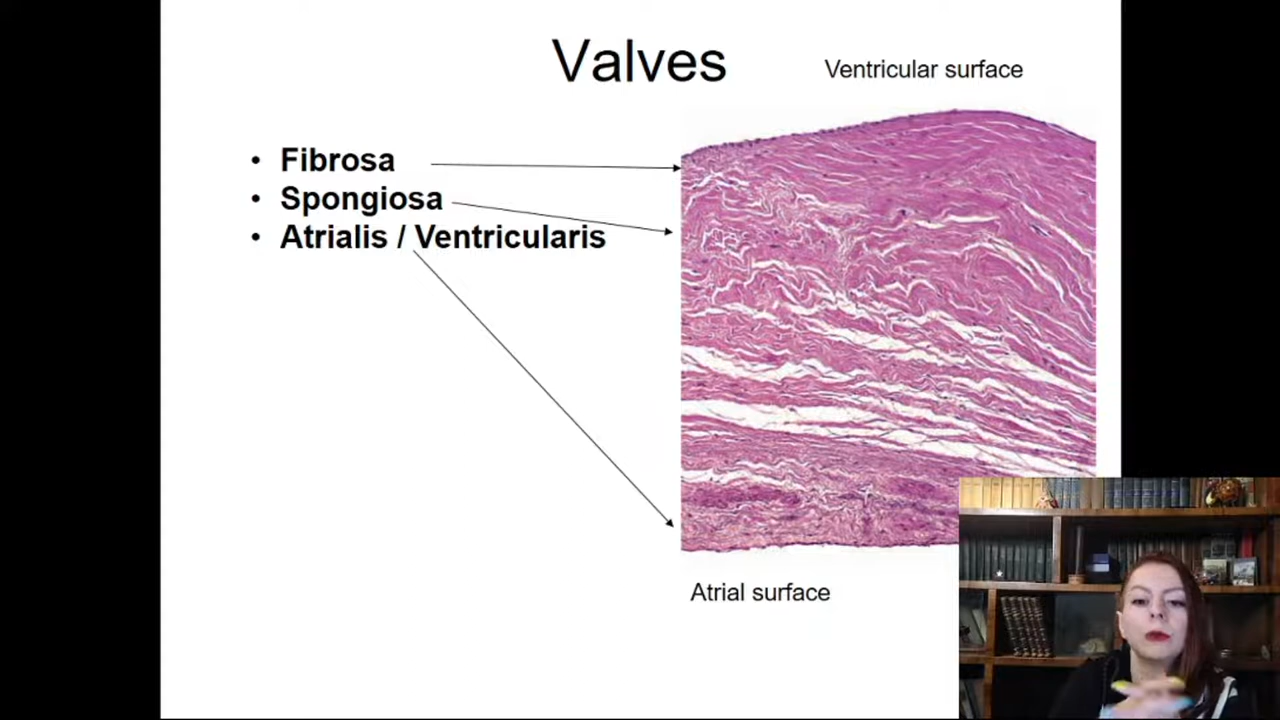 Valves
Ventricular surface
• Fibrosa
• Spongiosa
• Atrialis / Ventricularis
Atrial surface